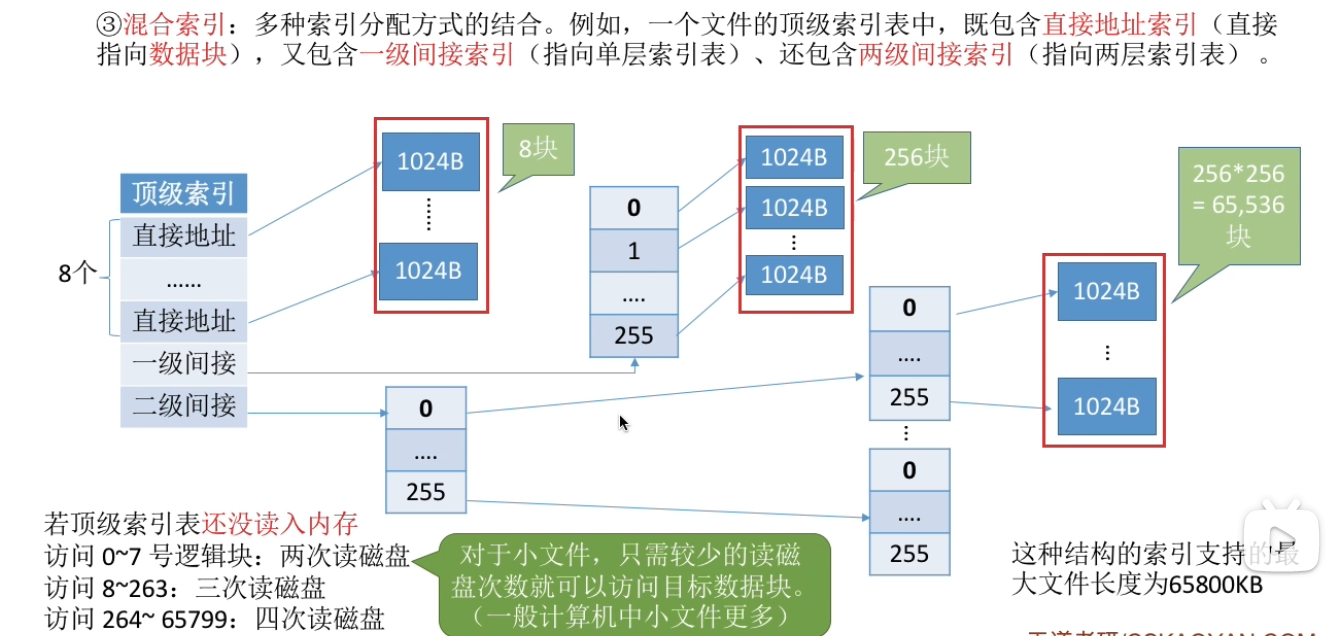 ③混合索引：多种索引分配方式的结合。例如，一个文件的顶级索引表中，既包含直接地址索引（直接
指向数据块），又包含一级间接索引（指向单层索引表）、还包含两级间接索引（指向两层索引表）。
顶级索引
8个
直接地址
......
直接地址
一级间接
二级间接
1024B
1024B
8块
0
1
....
255
1024B
1024B
1024B
256块
0
....
255
0
....
255
0
....
255
1024B
1024B
256*256
= 65,536
块
若顶级索引表还没读入内存
访问 0~7 号逻辑块：两次读磁盘
访问 8~263：三次读磁盘
访问 264~ 65799：四次读磁盘
对于小文件，只需较少的读磁
盘次数就可以访问目标数据块。
（一般计算机中小文件更多）
这种结构的索引支持的最
大文件长度为65800KB